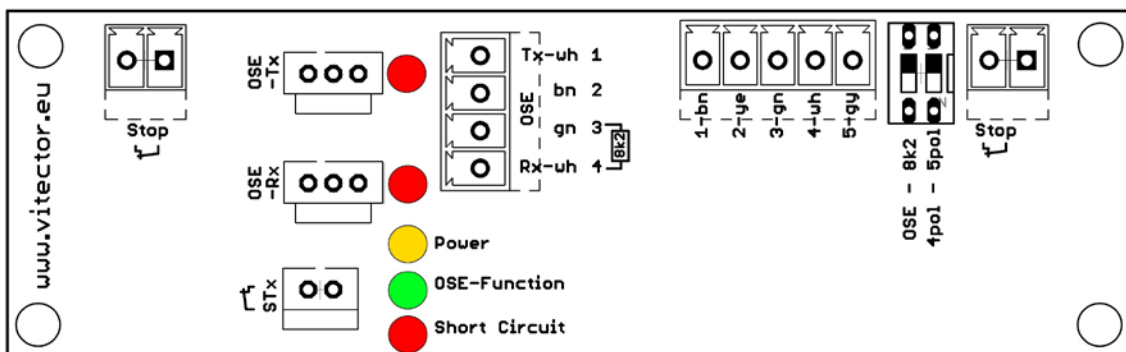 www.vitector.eu
Stop
OSE
-Tx
OSE
-Rx
STx
Tx-wh 1
bn 2
gn 3
Rx-wh 4
OSE
8k2
Power
OSE-Function
Short Circuit
1-bn
2-ye
3-gn
4-wh
5-gy
OSE - 8k2
4pol - 5pol
Stop